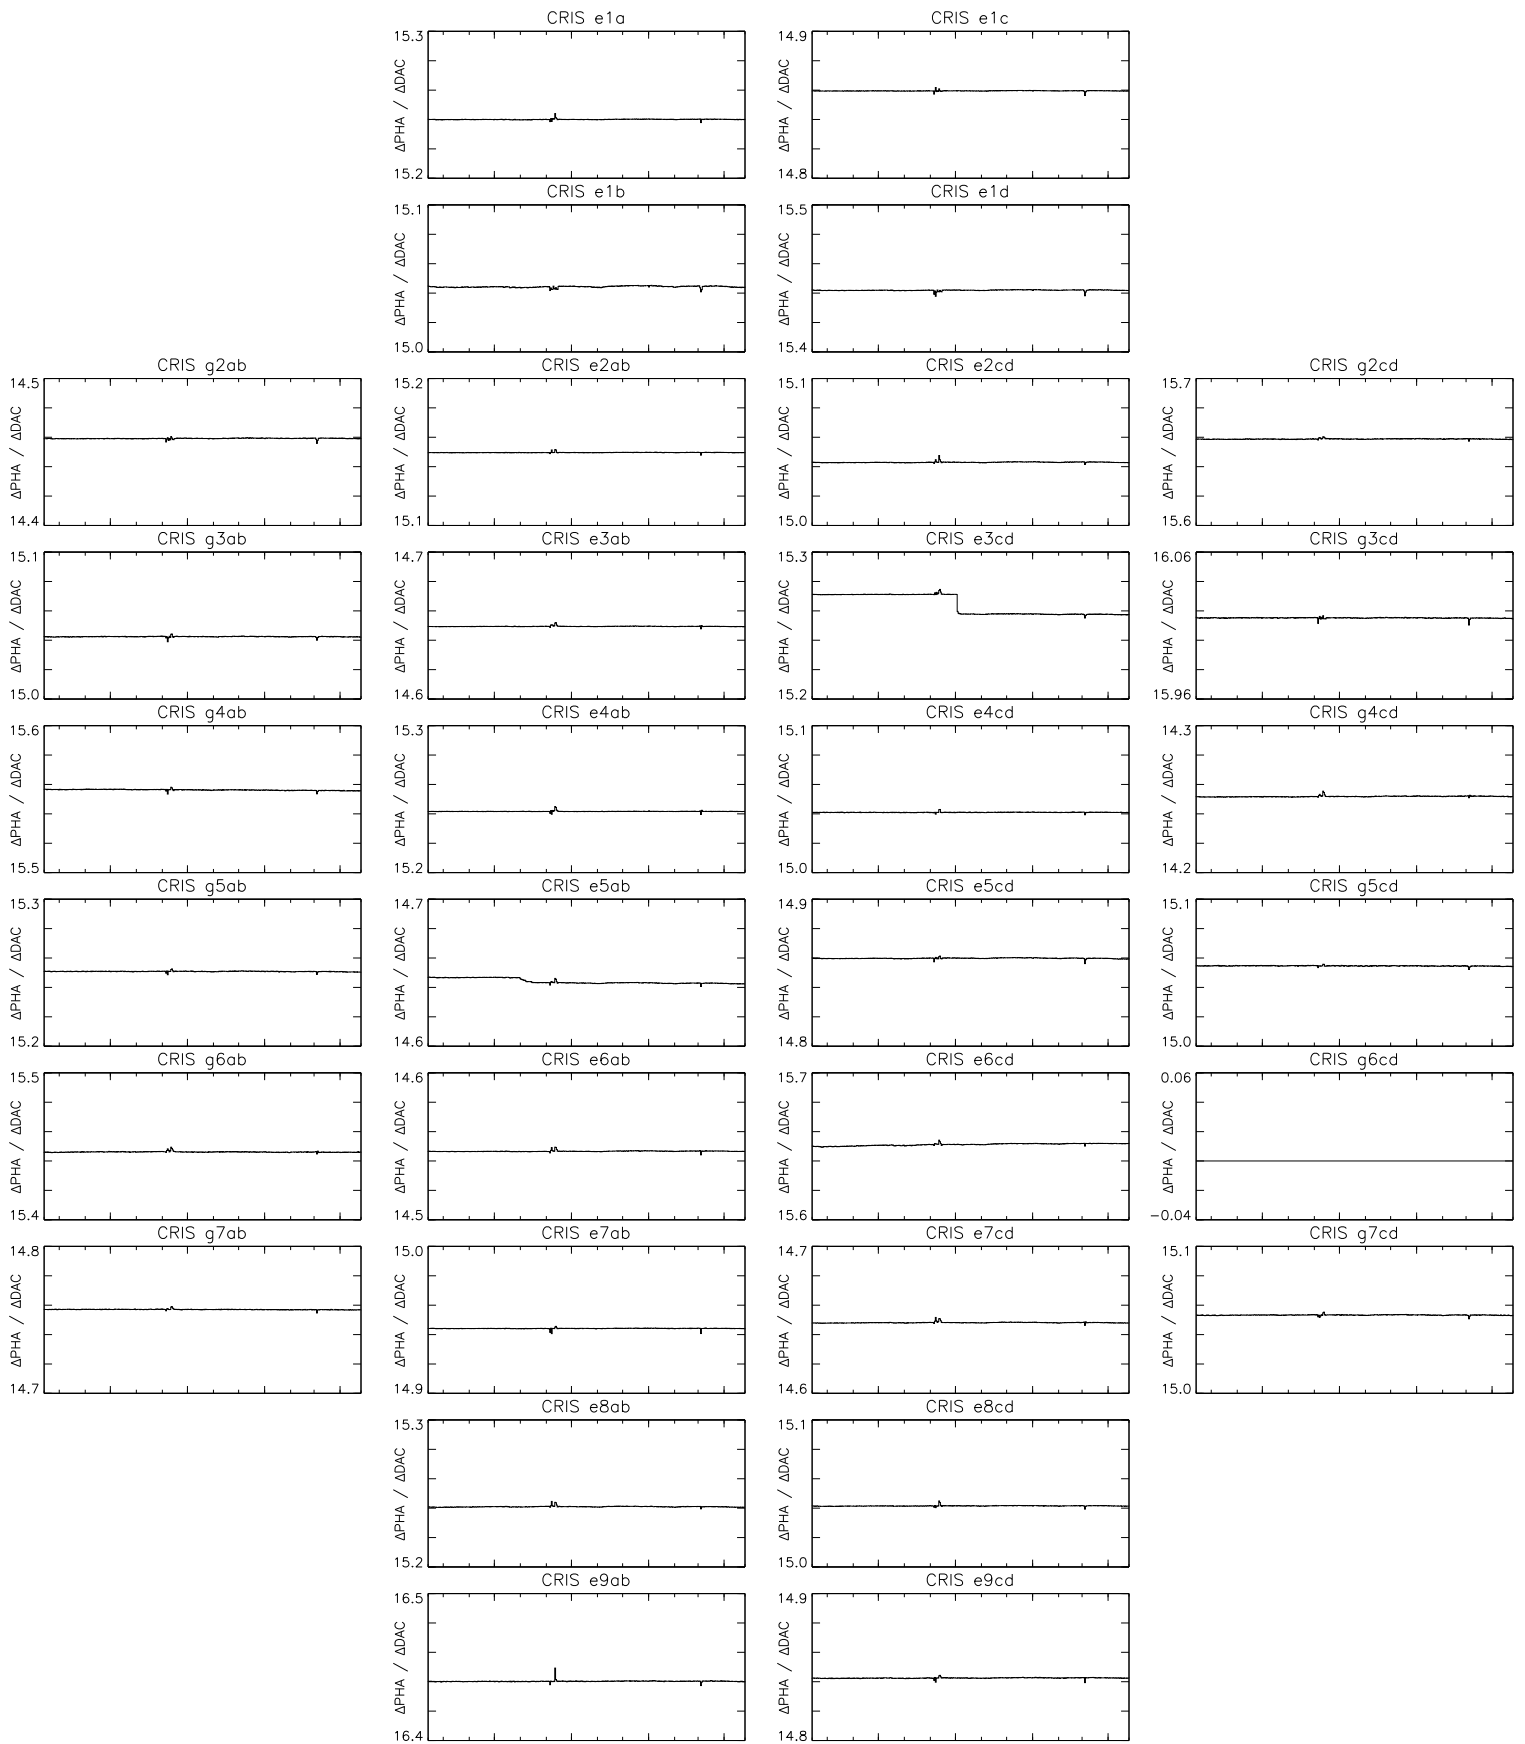 CRIS e1a
CRIS e1c
15.3
ΔPHA / ΔDAC
15.2
14.9
ΔPHA / ΔDAC
14.8
CRIS e1b
CRIS e1d
15.1
ΔPHA / ΔDAC
15.0
15.5
ΔPHA / ΔDAC
15.4
CRIS g2ab
CRIS e2ab
CRIS e2cd
CRIS g2cd
14.5
ΔPHA / ΔDAC
14.4
15.2
ΔPHA / ΔDAC
15.1
15.1
ΔPHA / ΔDAC
15.0
15.7
ΔPHA / ΔDAC
15.6
CRIS g3ab
CRIS e3ab
CRIS e3cd
CRIS g3cd
15.1
ΔPHA / ΔDAC
15.0
14.7
ΔPHA / ΔDAC
14.6
15.3
ΔPHA / ΔDAC
15.2
16.06
ΔPHA / ΔDAC
15.96
CRIS g4ab
CRIS e4ab
CRIS e4cd
CRIS g4cd
15.6
ΔPHA / ΔDAC
15.5
15.3
ΔPHA / ΔDAC
15.2
15.1
ΔPHA / ΔDAC
15.0
14.3
ΔPHA / ΔDAC
14.2
CRIS g5ab
CRIS e5ab
CRIS e5cd
CRIS g5cd
15.3
ΔPHA / ΔDAC
15.2
14.7
ΔPHA / ΔDAC
14.6
14.9
ΔPHA / ΔDAC
14.8
15.1
ΔPHA / ΔDAC
15.0
CRIS g6ab
CRIS e6ab
CRIS e6cd
CRIS g6cd
15.5
ΔPHA / ΔDAC
15.4
14.6
ΔPHA / ΔDAC
14.5
15.7
ΔPHA / ΔDAC
15.6
0.06
ΔPHA / ΔDAC
−0.04
CRIS g7ab
CRIS e7ab
CRIS e7cd
CRIS g7cd
14.8
ΔPHA / ΔDAC
14.7
15.0
ΔPHA / ΔDAC
14.9
14.7
ΔPHA / ΔDAC
14.6
15.1
ΔPHA / ΔDAC
15.0
CRIS e8ab
CRIS e8cd
15.3
ΔPHA / ΔDAC
15.2
15.1
ΔPHA / ΔDAC
15.0
CRIS e9ab
CRIS e9cd
16.5
ΔPHA / ΔDAC
16.4
14.9
ΔPHA / ΔDAC
14.8